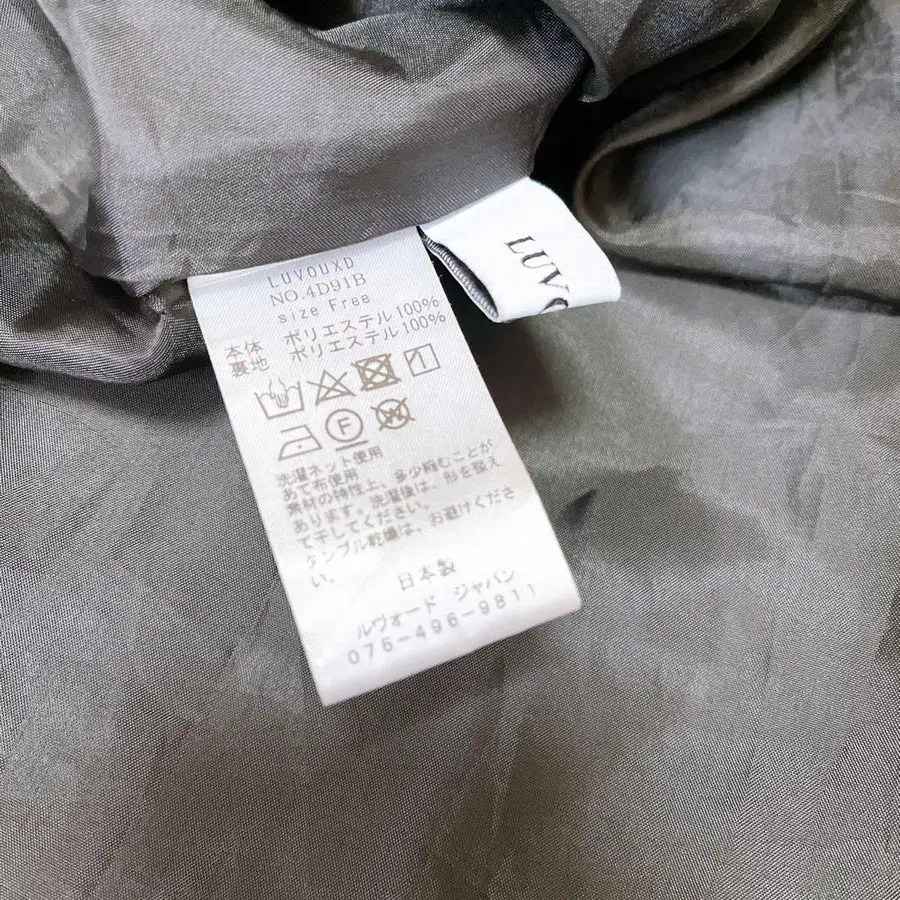 LUVOUXD
NO.4D91B
size Free
本体 ポリエステル100%
裏地 ポリエステル100%
F
W
洗濯ネット使用
あて布使用
素材の特性上、多少縮むことが
あります。洗濯後は、形を整え
て干してください。
タンブル乾燥は、お避けくださ
い。
日本製
ルヴォード ジャパン
076-496-9811
LUVO